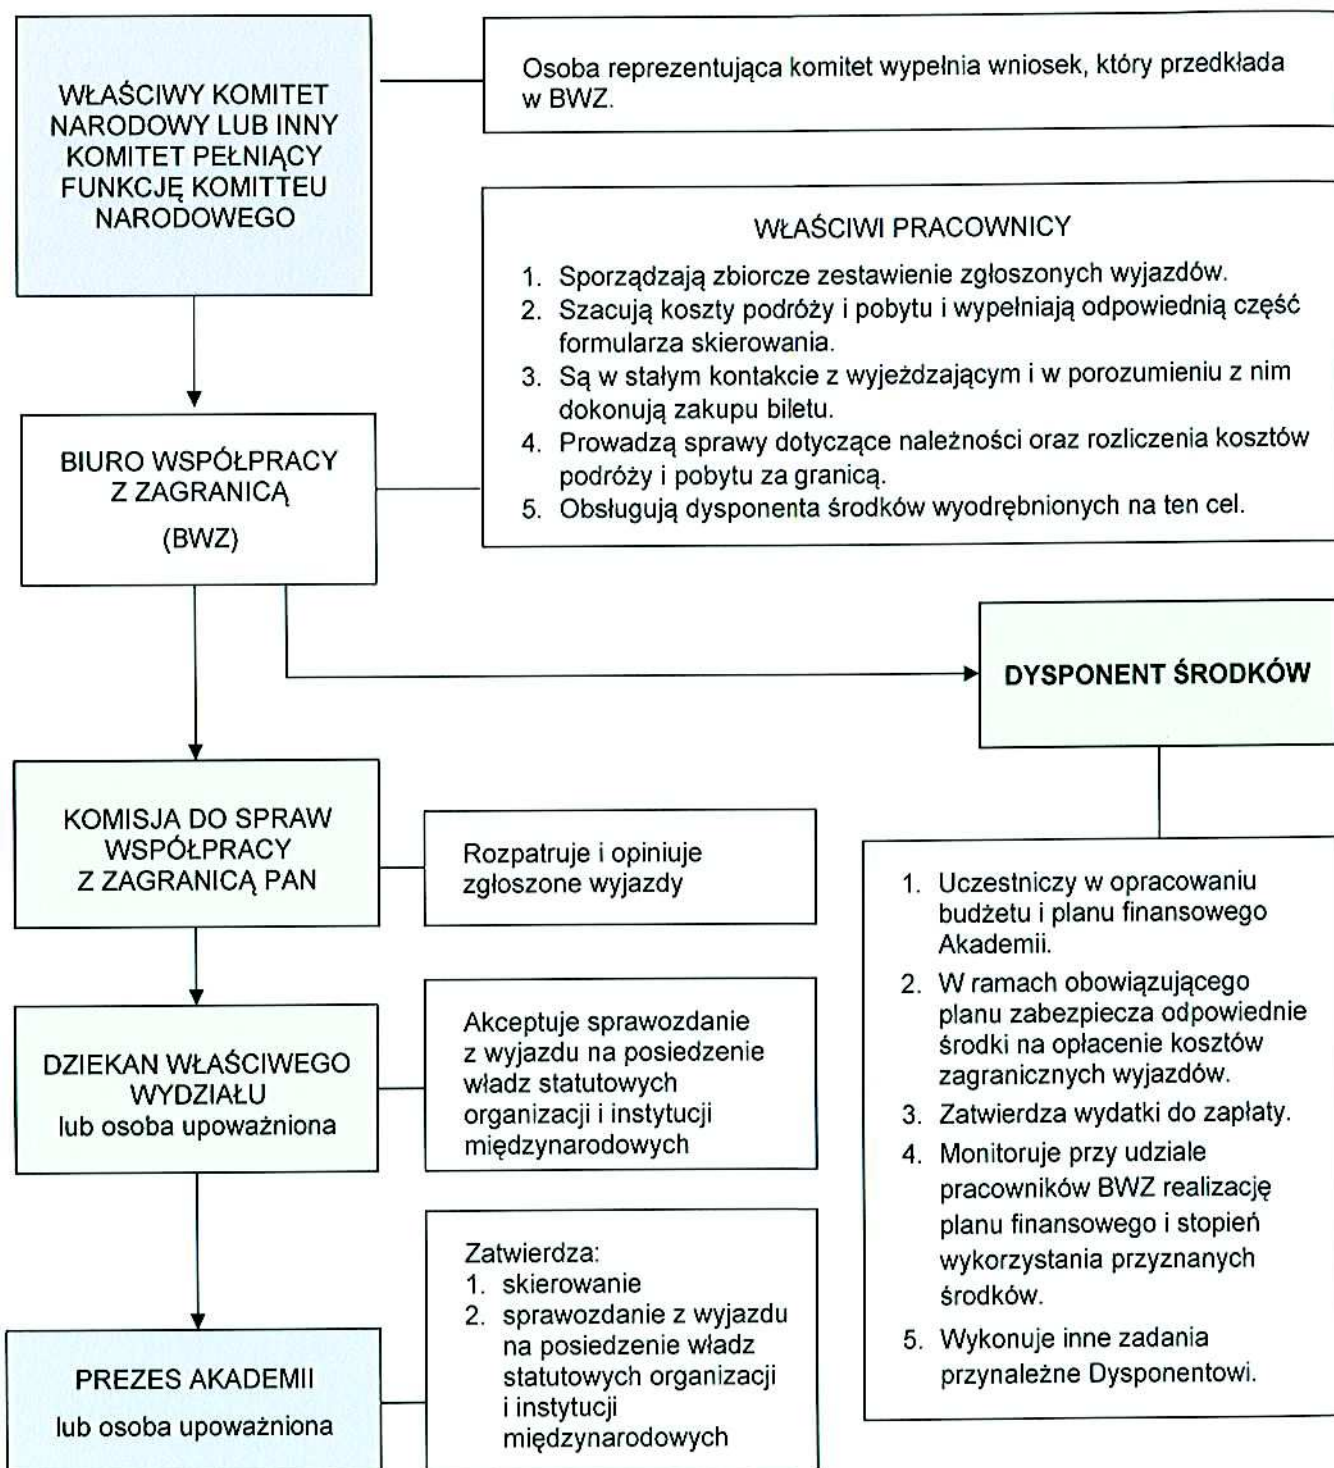 WŁAŚCIWY KOMITET
NARODOWY LUB INNY
KOMITET PEŁNIĄCY
FUNKCJĘ KOMITTEU
NARODOWEGO
Osoba reprezentująca komitet wypełnia wniosek, który przedkłada
w BWZ.
WŁAŚCIWI PRACOWNICY
1. Sporządzają zbiorcze zestawienie zgłoszonych wyjazdów.
2. Szacują koszty podróży i pobytu i wypełniają odpowiednią część
formularza skierowania.
3. Są w stałym kontakcie z wyjeżdzającym i w porozumieniu z nim
dokonują zakupu biletu.
4. Prowadzą sprawy dotyczące należności oraz rozliczenia kosztów
podróży i pobytu za granicą.
5. Obsługują dysponenta środków wyodrębnionych na ten cel.
BIURO WSPÓŁPRACY
Z ZAGRANICĄ
(BWZ)
DYSPONENT ŚRODKÓW
KOMISJA DO SPRAW
WSPÓŁPRACY
Z ZAGRANICĄ PAN
Rozpatruje i opiniuje
zgłoszone wyjazdy
DZIEKAN WŁAŚCIWEGO
WYDZIAŁU
lub osoba upoważniona
Akceptuje sprawozdanie
z wyjazdu na posiedzenie
władz statutowych
organizacji i instytucji
międzynarodowych
PREZES AKADEMII
lub osoba upoważniona
Zatwierdza:
1. skierowanie
2. sprawozdanie z wyjazdu
na posiedzenie władz
statutowych organizacji
i instytucji
międzynarodowych
1. Uczestniczy w opracowaniu
budżetu i planu finansowego
Akademii.
2. W ramach obowiązującego
planu zabezpiecza odpowiednie
środki na opłacenie kosztów
zagranicznych wyjazdów.
3. Zatwierdza wydatki do zapłaty.
4. Monitoruje przy udziale
pracowników BWZ realizację
planu finansowego i stopień
wykorzystania przyznanych
środków.
5. Wykonuje inne zadania
przynależne Dysponentowi.